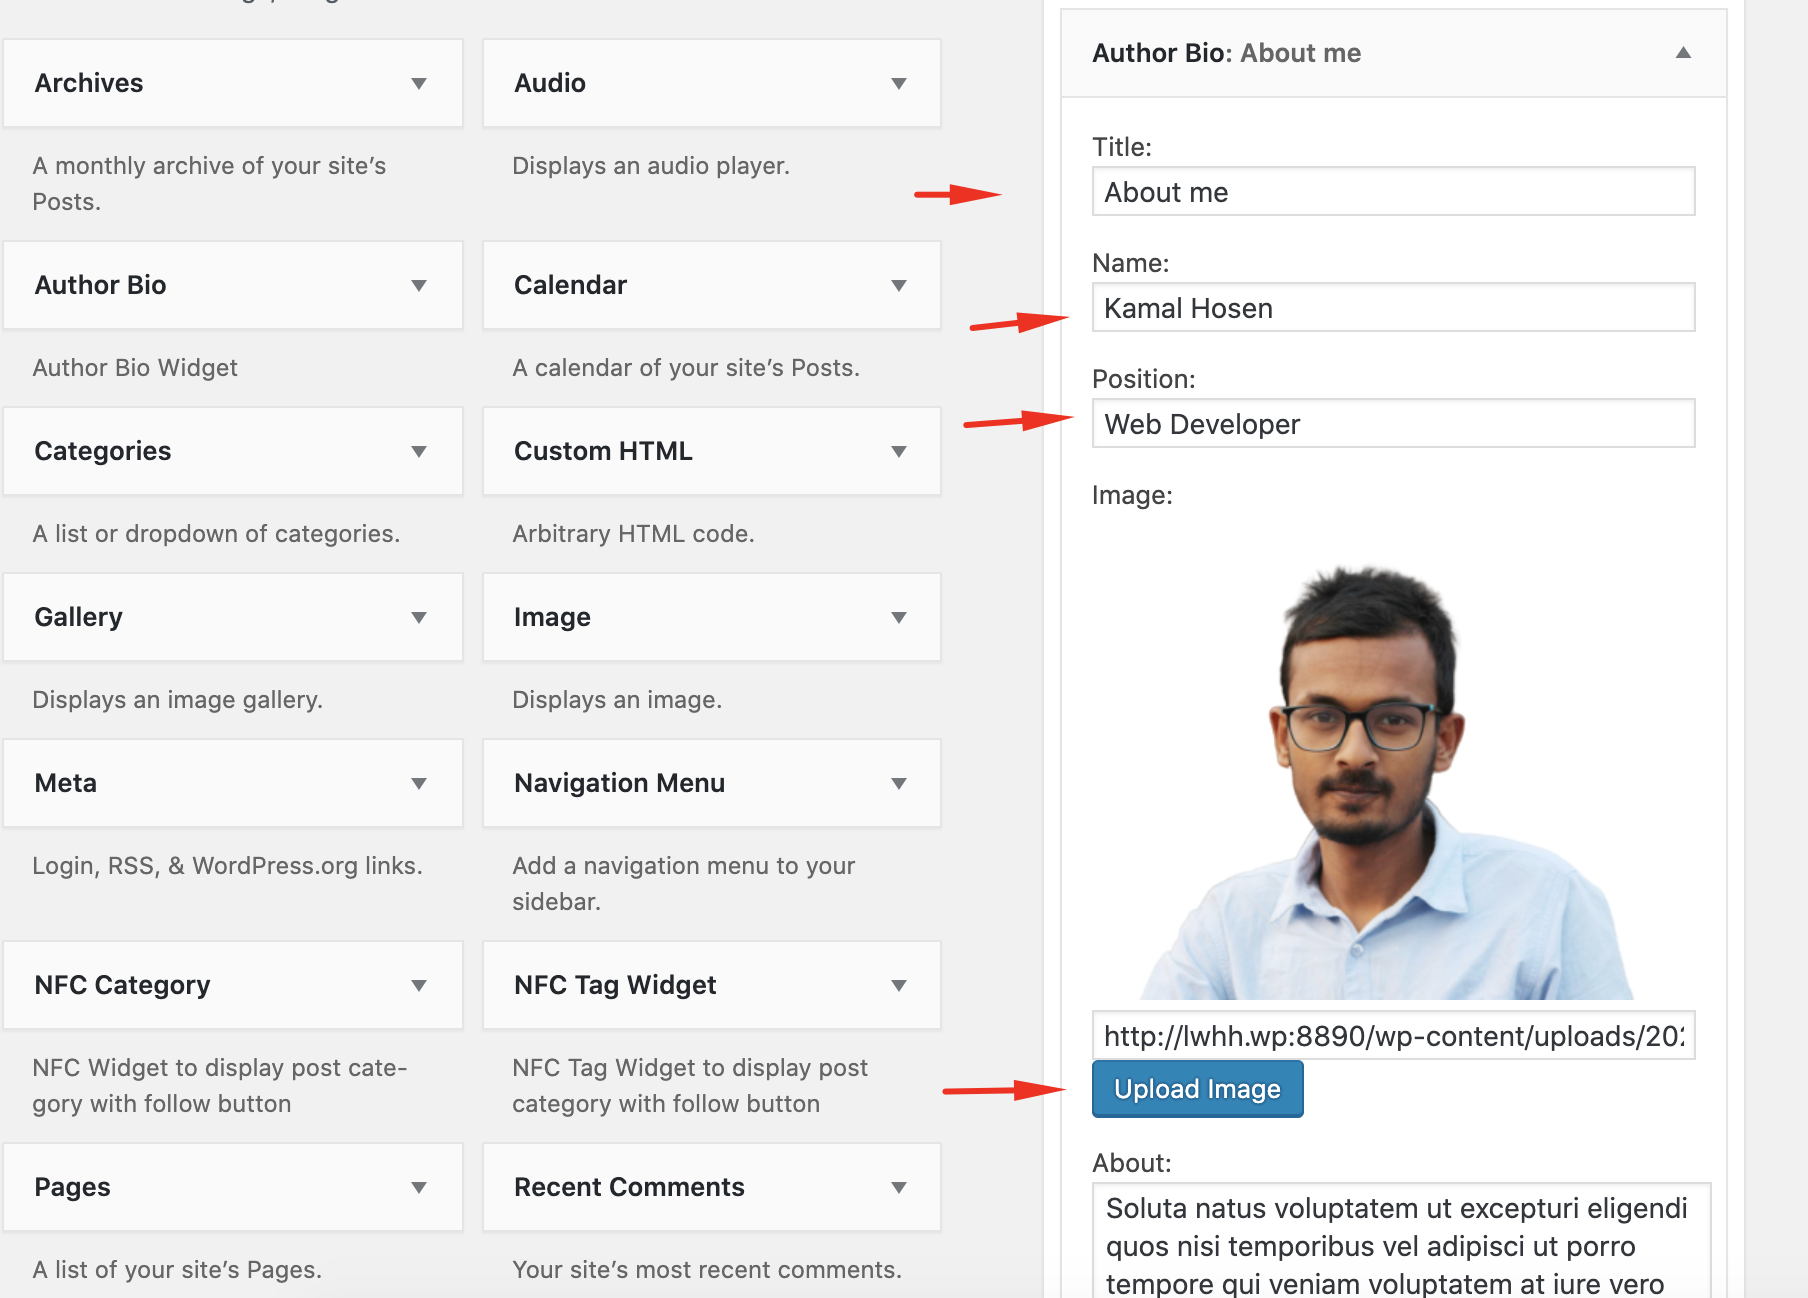 Archives
A monthly archive of your site’s
Posts.
Audio
Displays an audio player.
Author Bio
Author Bio Widget
Calendar
A calendar of your site’s Posts.
Categories
A list or dropdown of categories.
Custom HTML
Arbitrary HTML code.
Gallery
Displays an image gallery.
Image
Displays an image.
Meta
Login, RSS, & WordPress.org links.
Navigation Menu
Add a navigation menu to your
sidebar.
NFC Category
NFC Widget to display post cate-
gory with follow button
NFC Tag Widget
NFC Tag Widget to display post
category with follow button
Pages
A list of your site’s Pages.
Recent Comments
Your site’s most recent comments.
Author Bio: About me
Title:
About me
Name:
Kamal Hosen
Position:
Web Developer
Image:
http://lwhh.wp:8890/wp-content/uploads/202
Upload Image
About:
Soluta natus voluptatem ut excepturi eligendi
quos nisi temporibus vel adipisci ut porro
tempore qui veniam voluptatem at iure vero